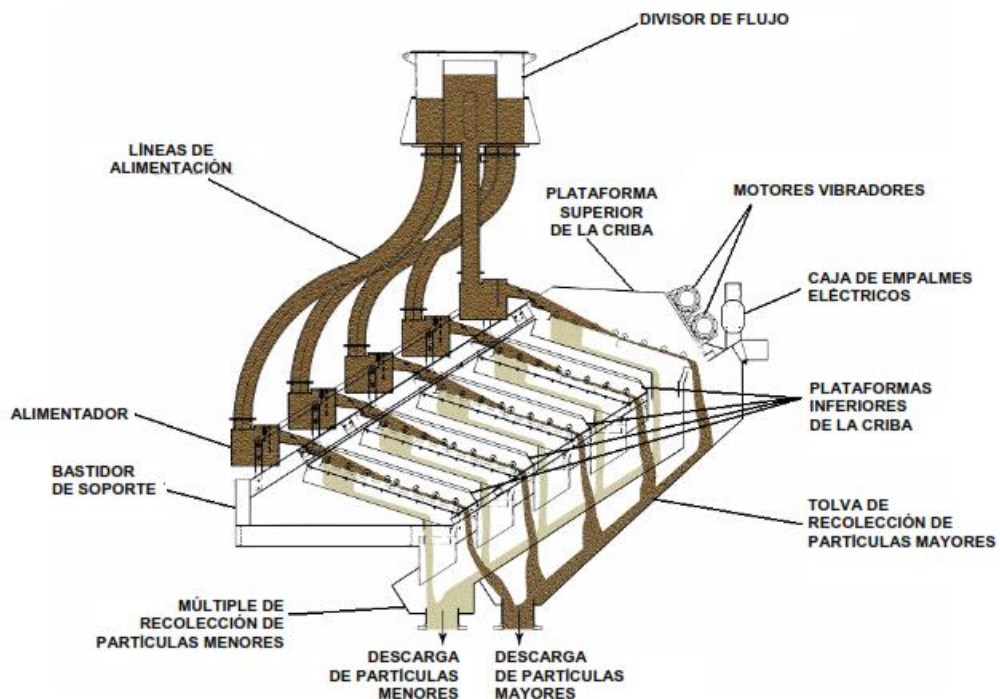 DIVISOR DE FLUJO
LÍNEAS DE
ALIMENTACIÓN
PLATAFORMA
SUPERIOR
DE LA CRIBA
MOTORES VIBRADORES
CAJA DE EMPALMES
ELÉCTRICOS
ALIMENTADOR
PLATAFORMAS
INFERIORES
DE LA CRIBA
BASTIDOR
DE SOPORTE
TOLVA DE
RECOLECCIÓN DE
PARTÍCULAS MAYORES
MÚLTIPLE DE
RECOLECCIÓN DE
PARTÍCULAS MENORES
DESCARGA
DE PARTÍCULAS
MENORES
DESCARGA
DE PARTÍCULAS
MAYORES